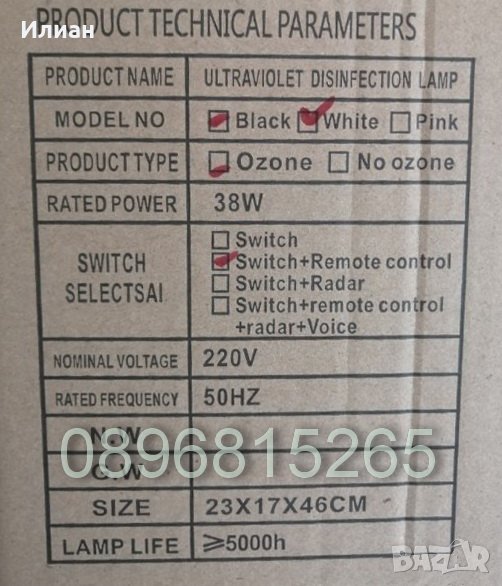 Илиан
PRODUCT TECHNICAL PARAMETERS
PRODUCT NAME ULTRAVIOLET DISINFECTION LAMP
MODEL NO Black White Pink
PRODUCT TYPE Ozone No ozone
RATED POWER 38W
SWITCH SELECTSAI
Switch
Switch+Remote control
Switch+Radar
Switch+remote control
+radar+Voice
NOMINAL VOLTAGE 220V
RATED FREQUENCY 50HZ
N.W
0896815265
G.W
SIZE 23X17X46CM
LAMP LIFE ≥5000h
BAZAR